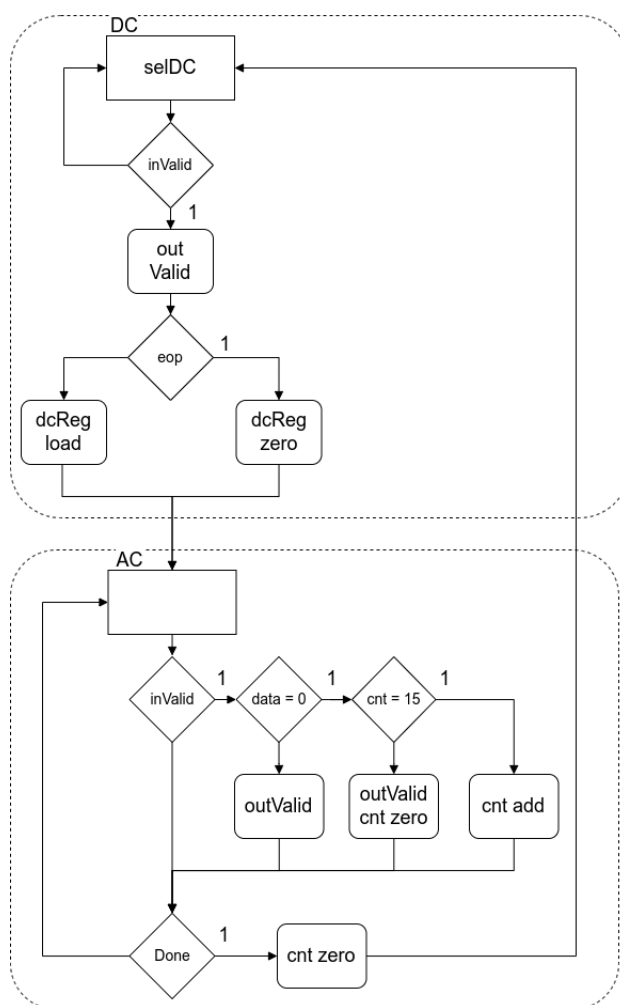 DC
selDC
inValid
1
out
Valid
eop
1
dcReg
load
dcReg
zero
AC
inValid
1
data = 0
1
cnt = 15
1
outValid
outValid
cnt zero
cnt add
Done
1
cnt zero